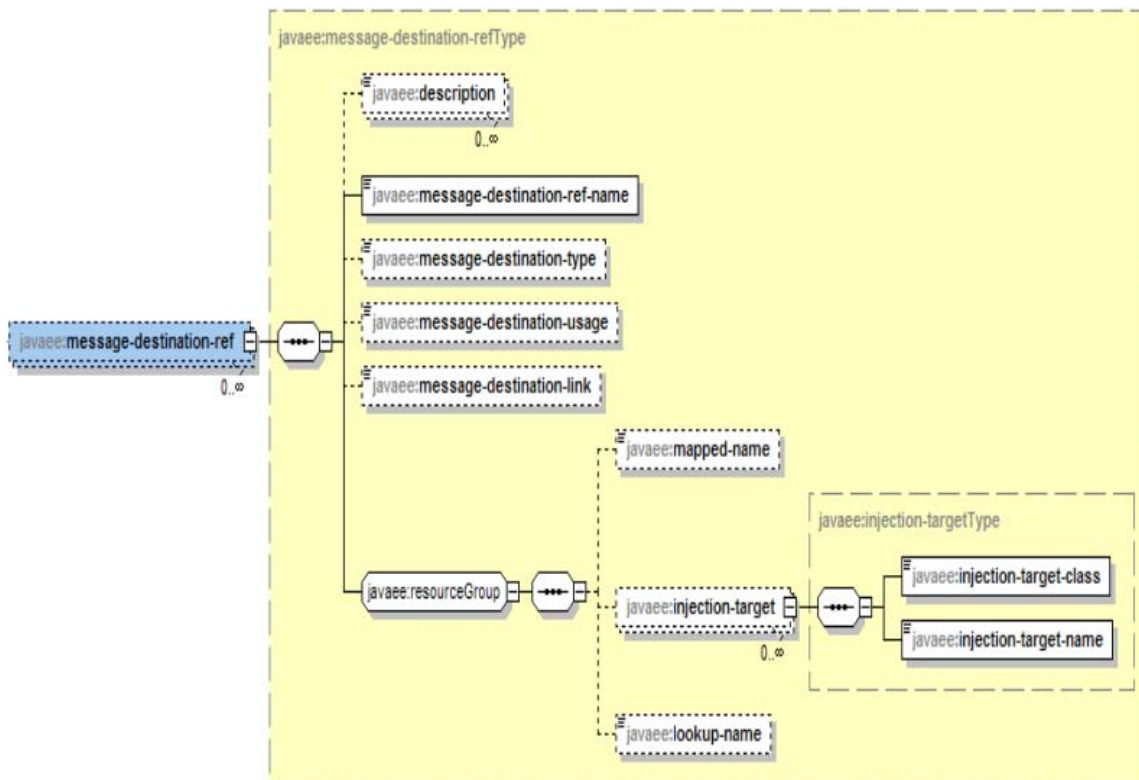 javaee:message-destination-refType
javaee:description
0..∞
javaee:message-destination-ref-name
javaee:message-destination-type
javaee:message-destination-usage
javaee:message-destination-ref
0..∞
javaee:message-destination-link
javaee:mapped-name
javaee:injection-targetType
javaee:injection-target-class
javaee:resourceGroup
javaee:injection-target
0..∞
javaee:injection-target-name
javaee:lookup-name